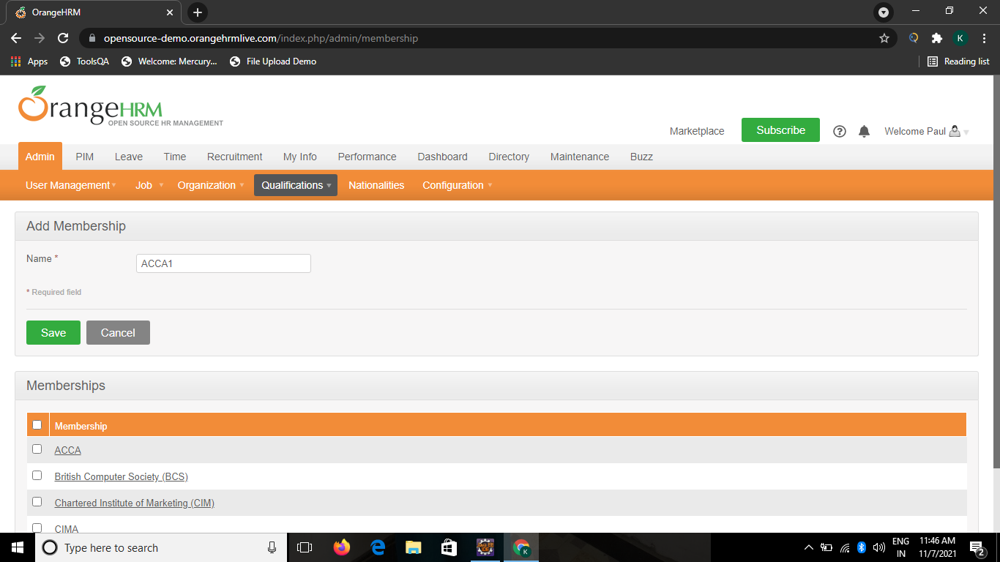 OrangeHRM
opensource-demo.orangehrmlive.com/index.php/admin/membership
K
Apps ToolsQA Welcome: Mercury... File Upload Demo Reading list
OrangeHRM
OPEN SOURCE HR MANAGEMENT
Marketplace Subscribe Welcome Paul
Admin PIM Leave Time Recruitment My Info Performance Dashboard Directory Maintenance Buzz
User Management Job Organization Qualifications Nationalities Configuration
Add Membership
Name * ACCA1
* Required field
Save Cancel
Memberships
Membership
ACCA
British Computer Society (BCS)
Chartered Institute of Marketing (CIM)
CIMA
Type here to search
K
ENG 11:46 AM
IN 11/7/2021
2